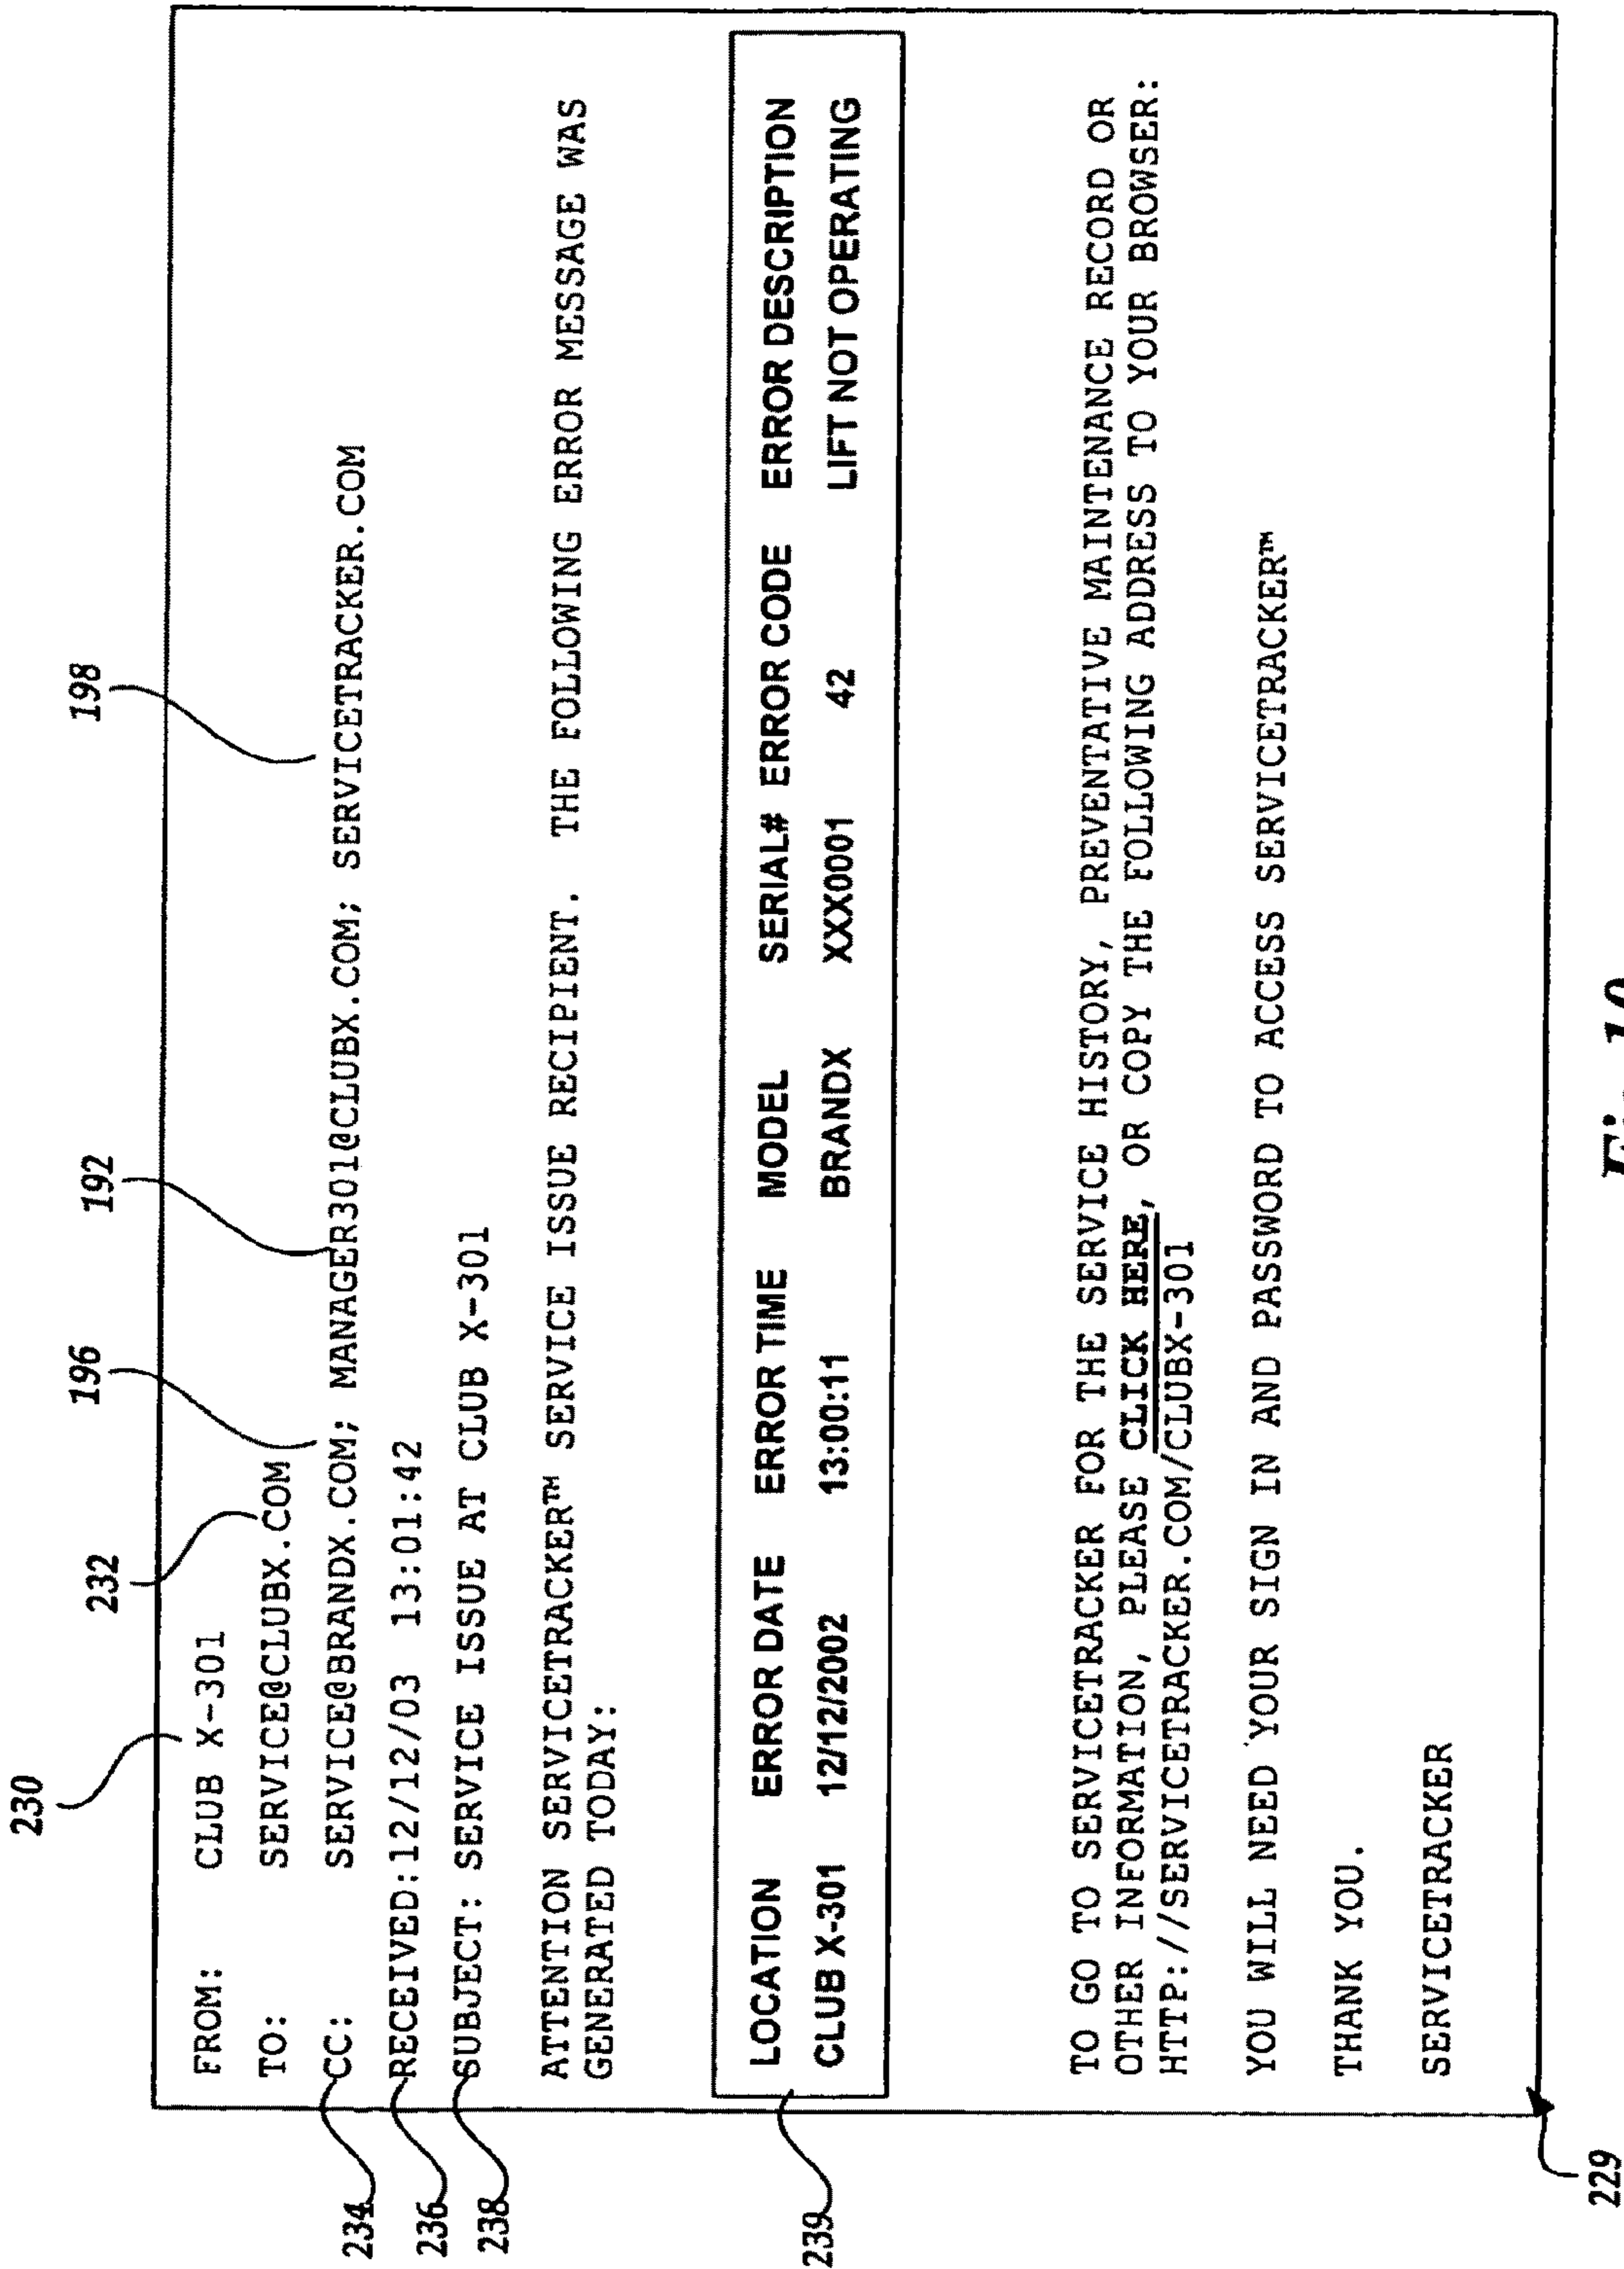 230
232
196
192
198
FROM: CLUB X-301
TO: SERVICE@CLUBX.COM
234 CC: SERVICE@BRANDX.COM; MANAGER301@CLUBX.COM; SERVICETRACKER.COM
236 RECEIVED:12/12/03 13:01:42
238 SUBJECT: SERVICE ISSUE AT CLUB X-301
ATTENTION SERVICETRACKER™ SERVICE ISSUE RECIPIENT. THE FOLLOWING ERROR MESSAGE WAS
GENERATED TODAY:
LOCATION ERROR DATE ERROR TIME MODEL SERIAL# ERROR CODE ERROR DESCRIPTION
CLUB X-301 12/12/2002 13:00:11 BRANDX XXX0001 42 LIFT NOT OPERATING
239
TO GO TO SERVICETRACKER FOR THE SERVICE HISTORY, PREVENTATIVE MAINTENANCE RECORD OR
OTHER INFORMATION, PLEASE CLICK HERE, OR COPY THE FOLLOWING ADDRESS TO YOUR BROWSER:
HTTP://SERVICETRACKER.COM/CLUBX-301
YOU WILL NEED YOUR SIGN IN AND PASSWORD TO ACCESS SERVICETRACKER™
THANK YOU.
SERVICETRACKER
229